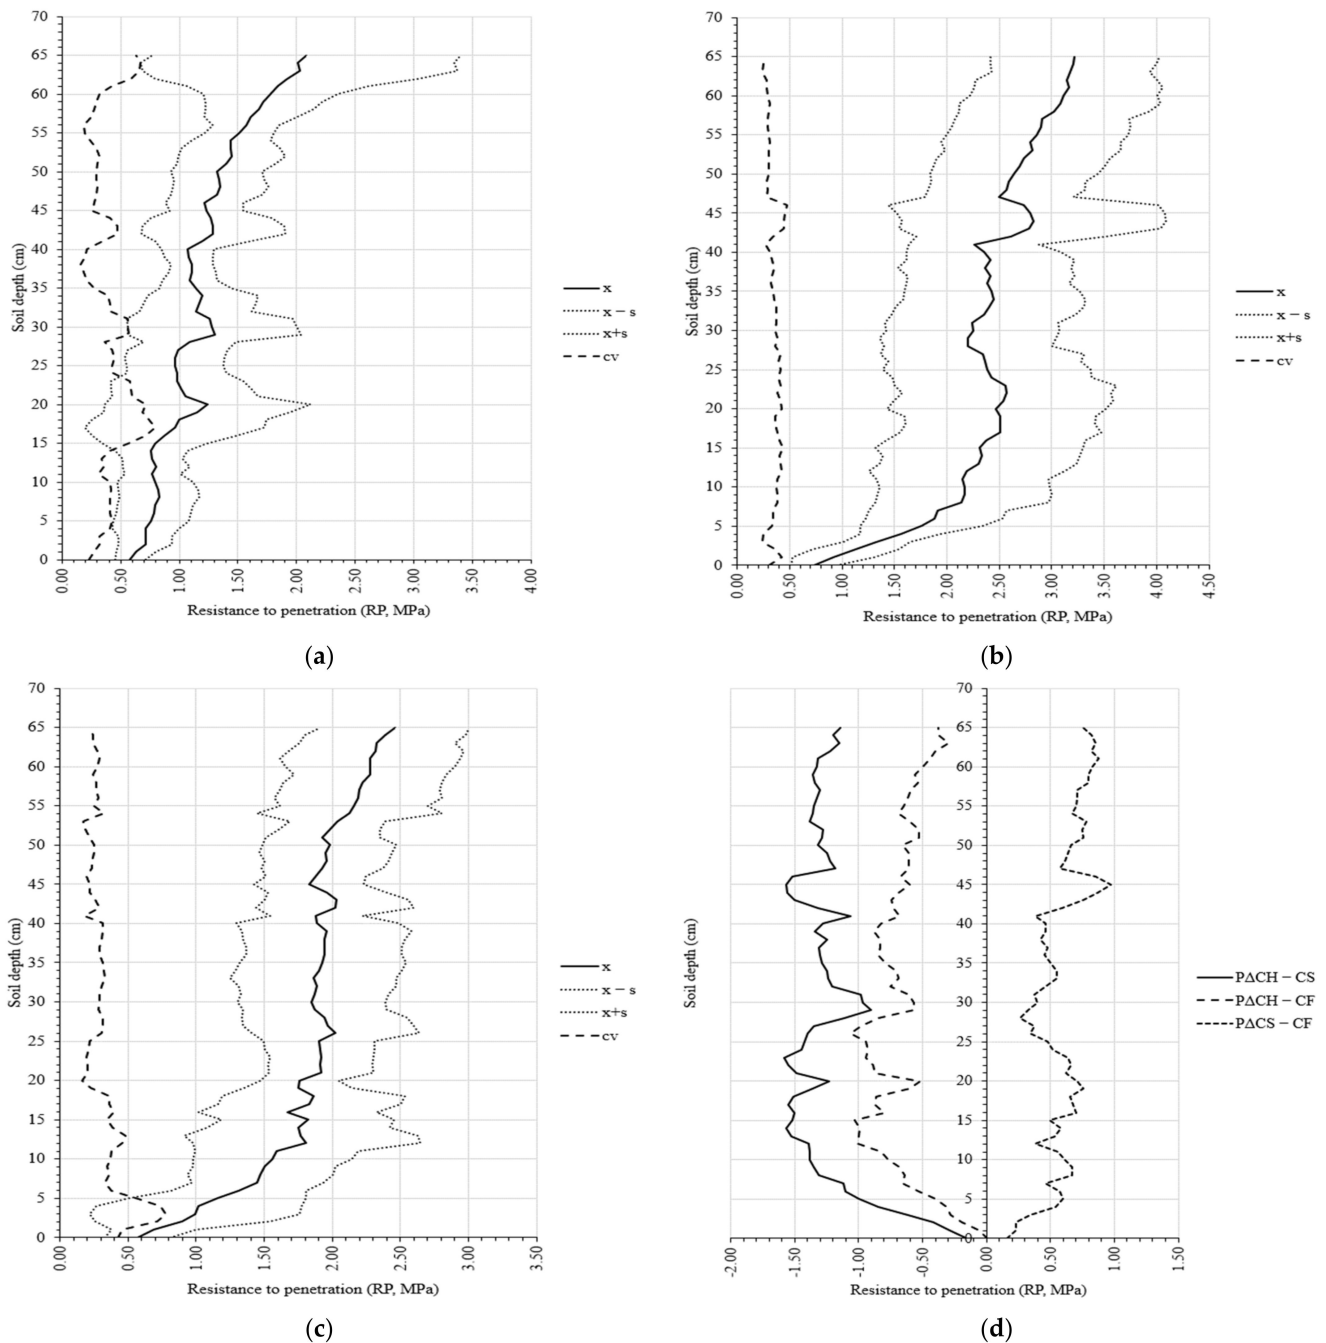 70
65
60
55
50
45
40
35
30
25
20
15
10
5
0
Soil depth (cm)
0.00 0.50 1.00 1.50 2.00 2.50 3.00 3.50 4.00
Resistance to penetration (RP, MPa)
x
x − s
x+s
cv
(a)
70
65
60
55
50
45
40
35
30
25
20
15
10
5
0
Soil depth (cm)
0.00 0.50 1.00 1.50 2.00 2.50 3.00 3.50 4.00 4.50
Resistance to penetration (RP, MPa)
x
x − s
x+s
cv
(b)
70
65
60
55
50
45
40
35
30
25
20
15
10
5
0
Soil depth (cm)
0.00 0.50 1.00 1.50 2.00 2.50 3.00 3.50
Resistance to penetration (RP, MPa)
x
x − s
x+s
cv
(c)
70
65
60
55
50
45
40
35
30
25
20
15
10
5
0
Soil depth (cm)
-2.00 -1.50 -1.00 -0.50 0.00 0.50 1.00 1.50
Resistance to penetration (RP, MPa)
PΔCH − CS
PΔCH − CF
PΔCS − CF
(d)